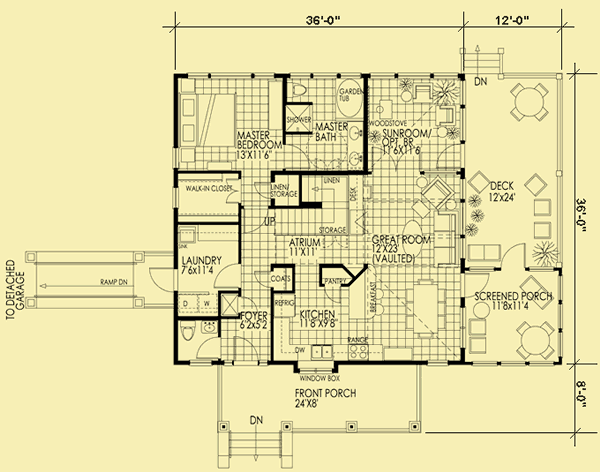 36'-0"
12'-0"
DN
GARDEN
TUB
SHOWER
WOODSTOVE
MASTER
BEDROOM
13'X11'6"
MASTER
BATH
SUNROOM/
OPT. BR.
11'6X11'6"
WALK-IN CLOSET
LINEN/
STORAGE
LINEN
DESK
STORAGE
DECK
12'x24'
36'-0"
UP
ATRIUM
11'X11'
GREAT ROOM
12'X23'
(VAULTED)
SINK
LAUNDRY
7'6X11'4
COATS
PANTRY
TO DETACHED
GARAGE
RAMP DN
D
W
REFRIG
KITCHEN
11'8X9'8
BREAKFAST
SCREENED PORCH
11'8x11'4
FOYER
6'2X5'2
DW
RANGE
WINDOW BOX
FRONT PORCH
24'X8'
8'-0"
DN